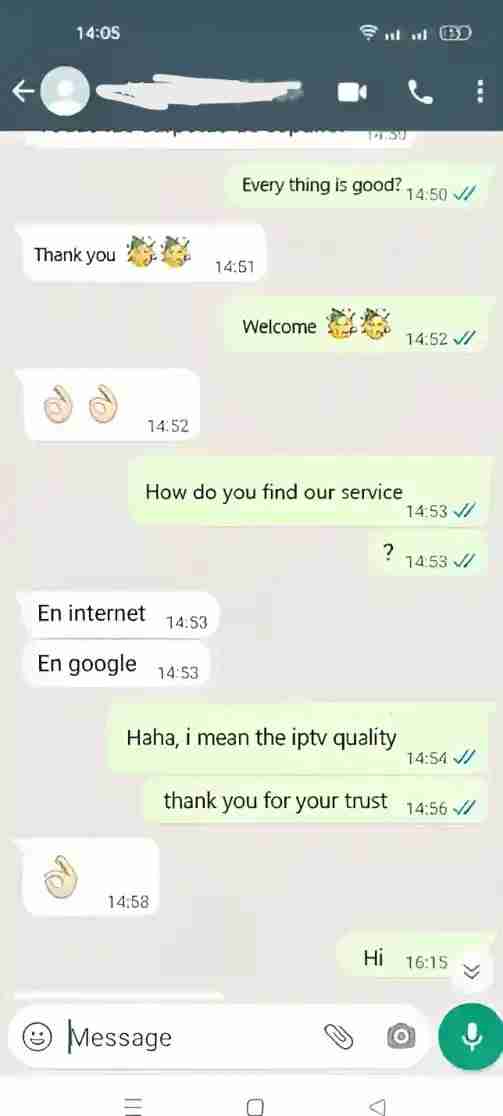 14:05
14:50
Every thing is good?
14:50
Thank you
14:51
Welcome
14:52
14:52
How do you find our service
14:53
?
14:53
En internet
14:53
En google
14:53
Haha, i mean the iptv quality
14:54
thank you for your trust
14:56
14:58
Hi
16:15
Message